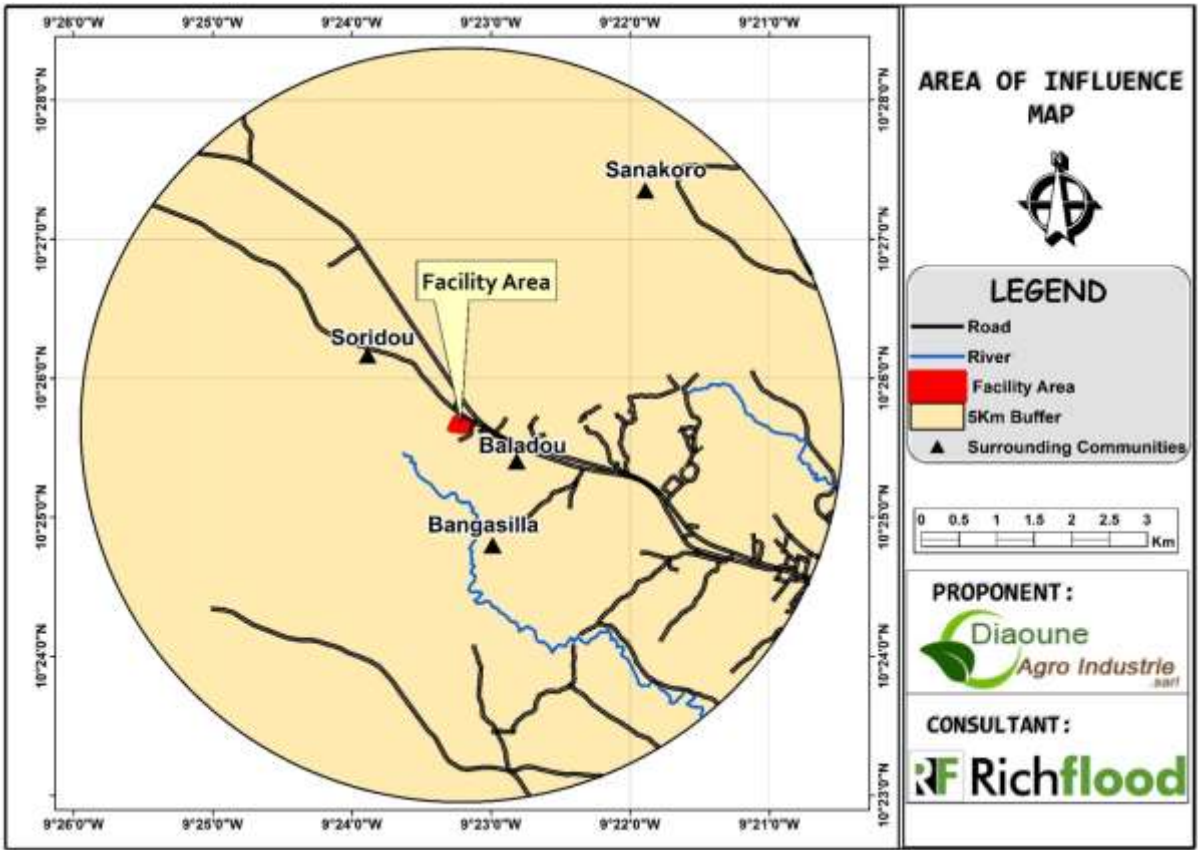 9°26'0"W 9°25'0"W 9°24'0"W 9°23'0"W 9°22'0"W 9°21'0"W
10°28'0"N
10°27'0"N
10°26'0"N
10°25'0"N
10°24'0"N
10°23'0"N
Sanakoro
Facility Area
Soridou
Baladou
Bangasilla
10°28'0"N
10°27'0"N
10°26'0"N
10°25'0"N
10°24'0"N
10°23'0"N
9°26'0"W 9°25'0"W 9°24'0"W 9°23'0"W 9°22'0"W 9°21'0"W
AREA OF INFLUENCE
MAP
N
LEGEND
Road
River
Facility Area
5Km Buffer
Surrounding Communities
0 0.5 1 1.5 2 2.5 3
Km
PROPONENT:
Diaoune
Agro Industrie
.sarl
CONSULTANT:
RF Richflood